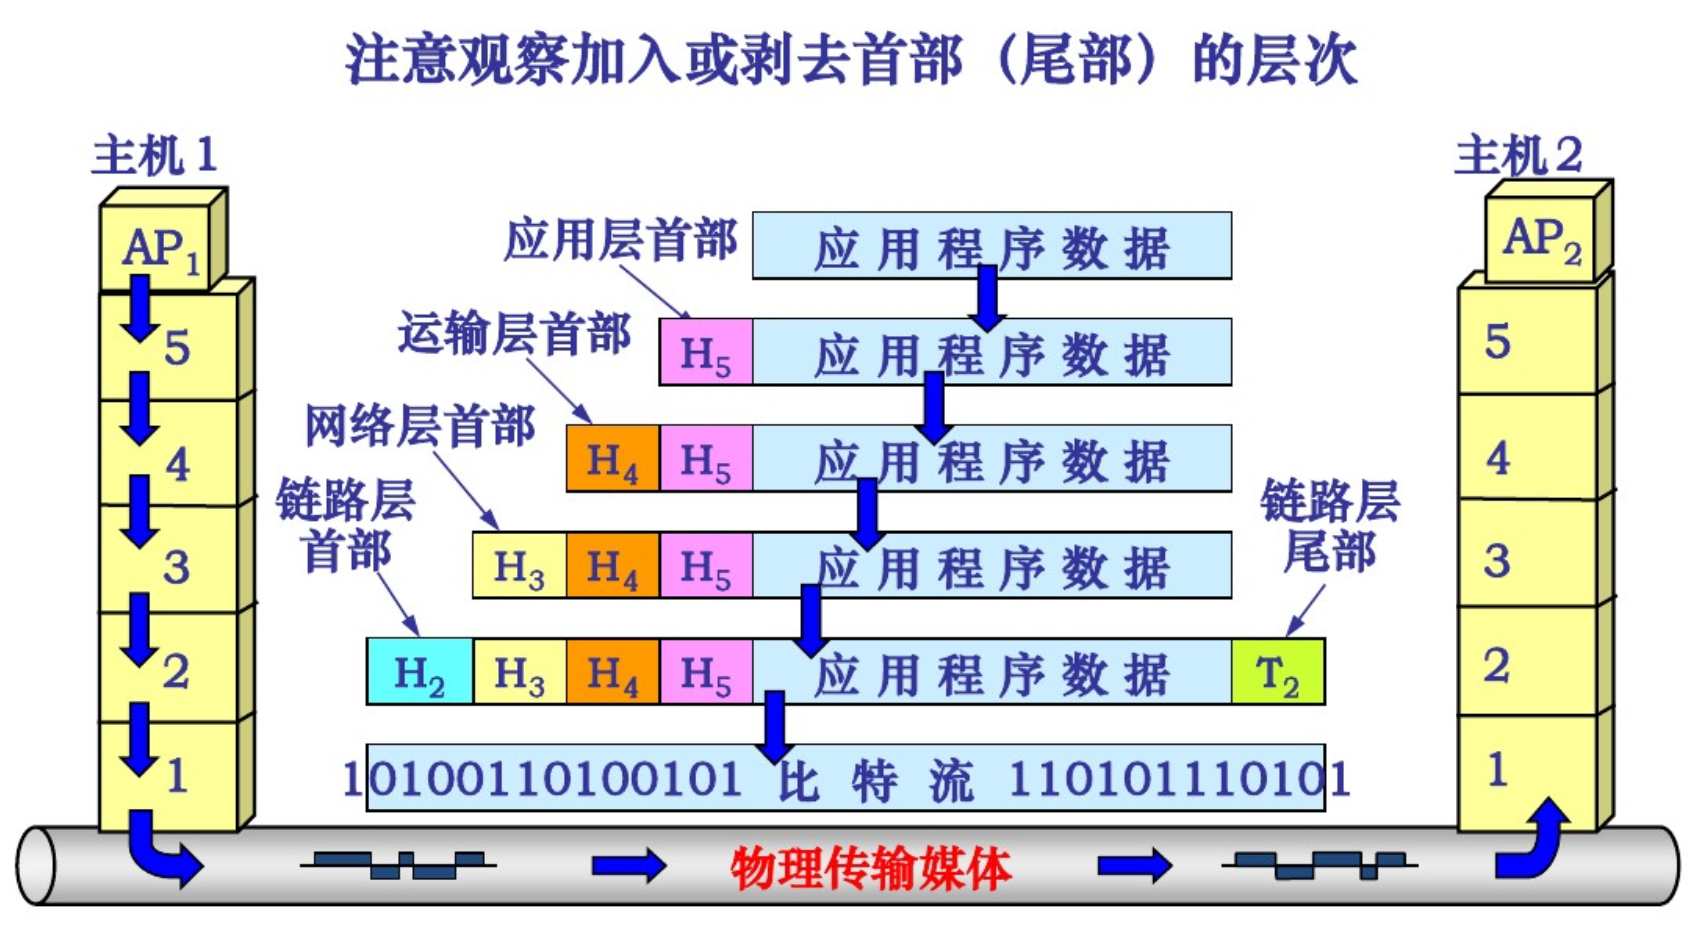 注意观察加入或剥去首部（尾部）的层次
主机 1
主机 2
AP1
AP2
应用层首部
应用程序数据
5
运输层首部
H5 应用程序数据
5
4
网络层首部
H4 H5 应用程序数据
4
链路层
首部
链路层
尾部
3
H3 H4 H5 应用程序数据
3
2
H2 H3 H4 H5 应用程序数据 T2
2
1
10100110100101 比特流 110101110101
1
物理传输媒体